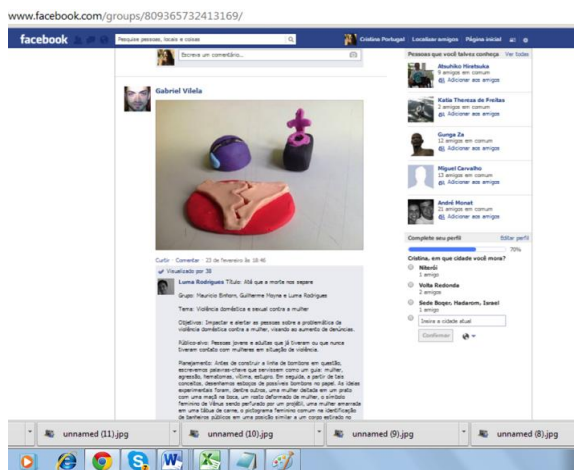 www.facebook.com/groups/809365732413169/
facebook
Pesquise pessoas, locais e coisas
Cristina Portugal Localizar amigos Página inicial
Escreva um comentário...
Gabriel Vilela
Curtir · Comentar · 23 de fevereiro às 18:46
Visualizado por 38
Luma Rodrigues Título: Até que a morte nos separe
Grupo: Mauricio Enhorn, Guilherme Moyna e Luma Rodrigues
Tema: Violência doméstica e sexual contra a mulher
Objetivos: Impactar e alertar as pessoas sobre a problemática da
violência doméstica contra a mulher, visando ao aumento de denúncias.
Público-alvo: Pessoas jovens e adultas que já tiveram ou que nunca
tiveram contato com mulheres em situação de violência.
Planejamento: Antes de construir a linha de bombons em questão,
escrevemos palavras-chave que servissem como um guia: mulher,
agressão, hematomas, vítima, estupro. Em seguida, a partir de tais
conceitos, desenhamos esboços de possíveis bombons no papel. As ideias
experimentais foram, dentre outros, uma mulher deitada em um prato
com uma maçã na boca, um rosto deformado de mulher, o símbolo
feminino de Vênus sendo perfurado por um projétil, uma mulher amarrada
em uma tábua de carne, o pictograma feminino comum na identificação
de banheiros públicos em uma posição similar a um corpo estirado no
Pessoas que você talvez conheça Ver todas
Atsuhiko Hiratsuka
9 amigos em comum
Adicionar aos amigos
Katia Thereza de Freitas
2 amigos em comum
Adicionar aos amigos
Gunga Za
12 amigos em comum
Adicionar aos amigos
Miguel Carvalho
13 amigos em comum
Adicionar aos amigos
André Monat
21 amigos em comum
Adicionar aos amigos
Complete seu perfil Editar perfil
70%
Cristina, em que cidade você mora?
Niterói
1 amigo
Volta Redonda
2 amigos
Sede Boqer, Hadarom, Israel
1 amigo
Insira a cidade atual
Confirmar
unnamed (11).jpg
unnamed (10).jpg
unnamed (9).jpg
unnamed (8).jpg